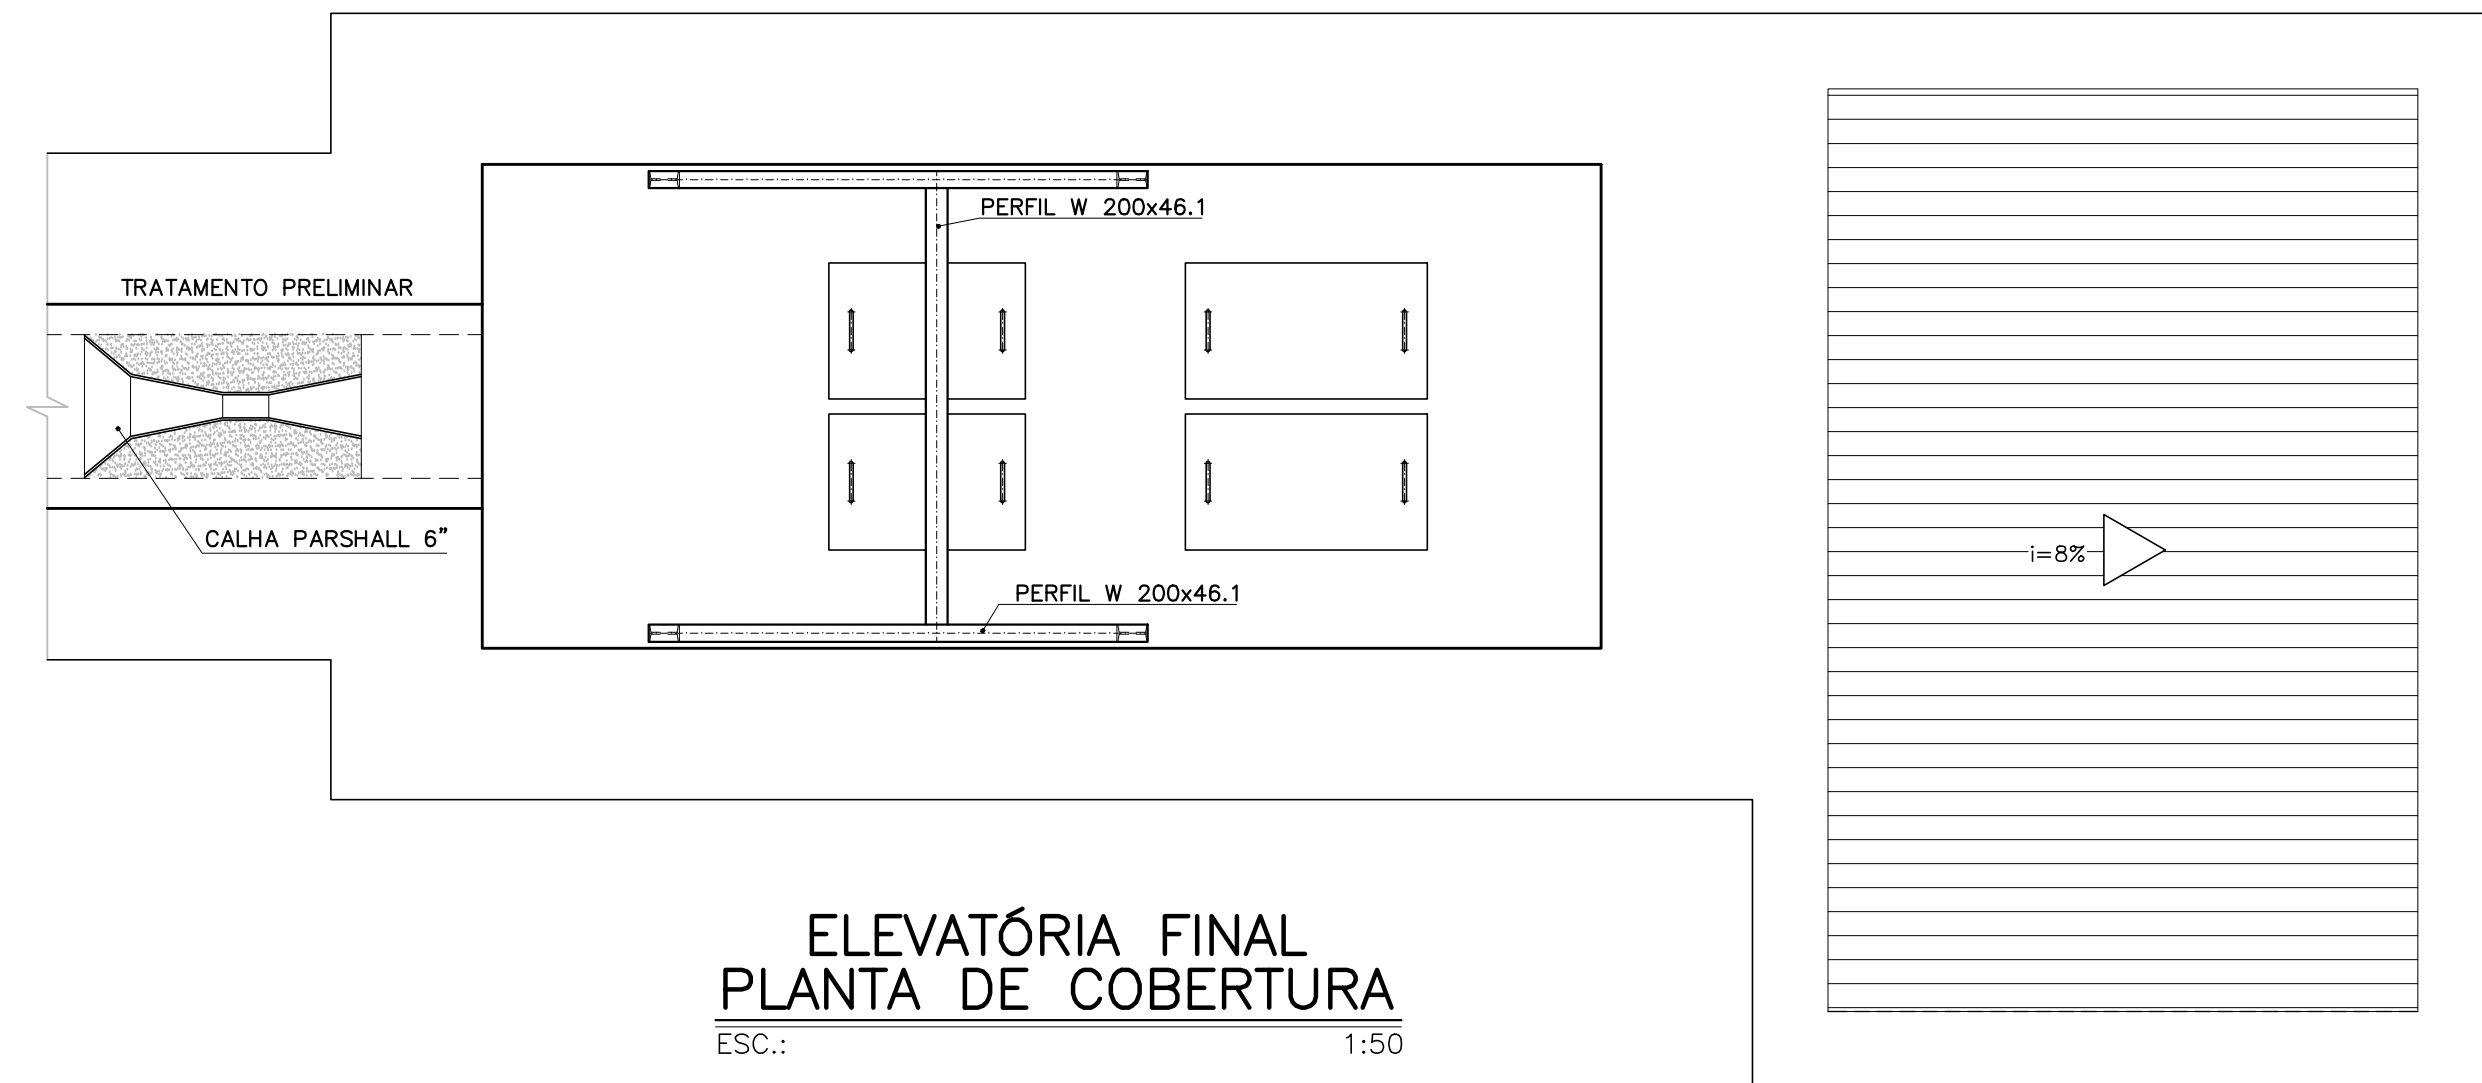 PERFIL W 200x46.1
TRATAMENTO PRELIMINAR
CALHA PARSHALL 6”
i=8%
PERFIL W 200x46.1
ELEVATÓRIA FINAL
PLANTA DE COBERTURA
ESC.: 1:50